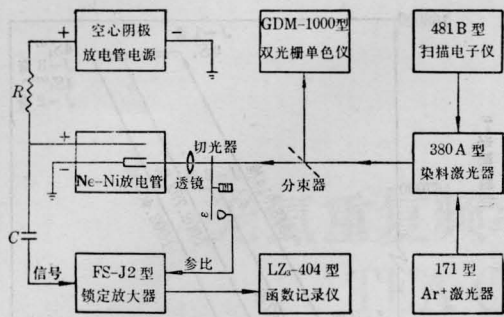 +
空心阴极
放电管电源
−
GDM-1000型
双光栅单色仪
481B型
扫描电子仪
R
+
−
Ne-Ni放电管
切光器
透镜
分束器
380A型
染料激光器
ε
C
信号
FS-J2型
锁定放大器
参比
LZ₃-404型
函数记录仪
171型
Ar⁺激光器